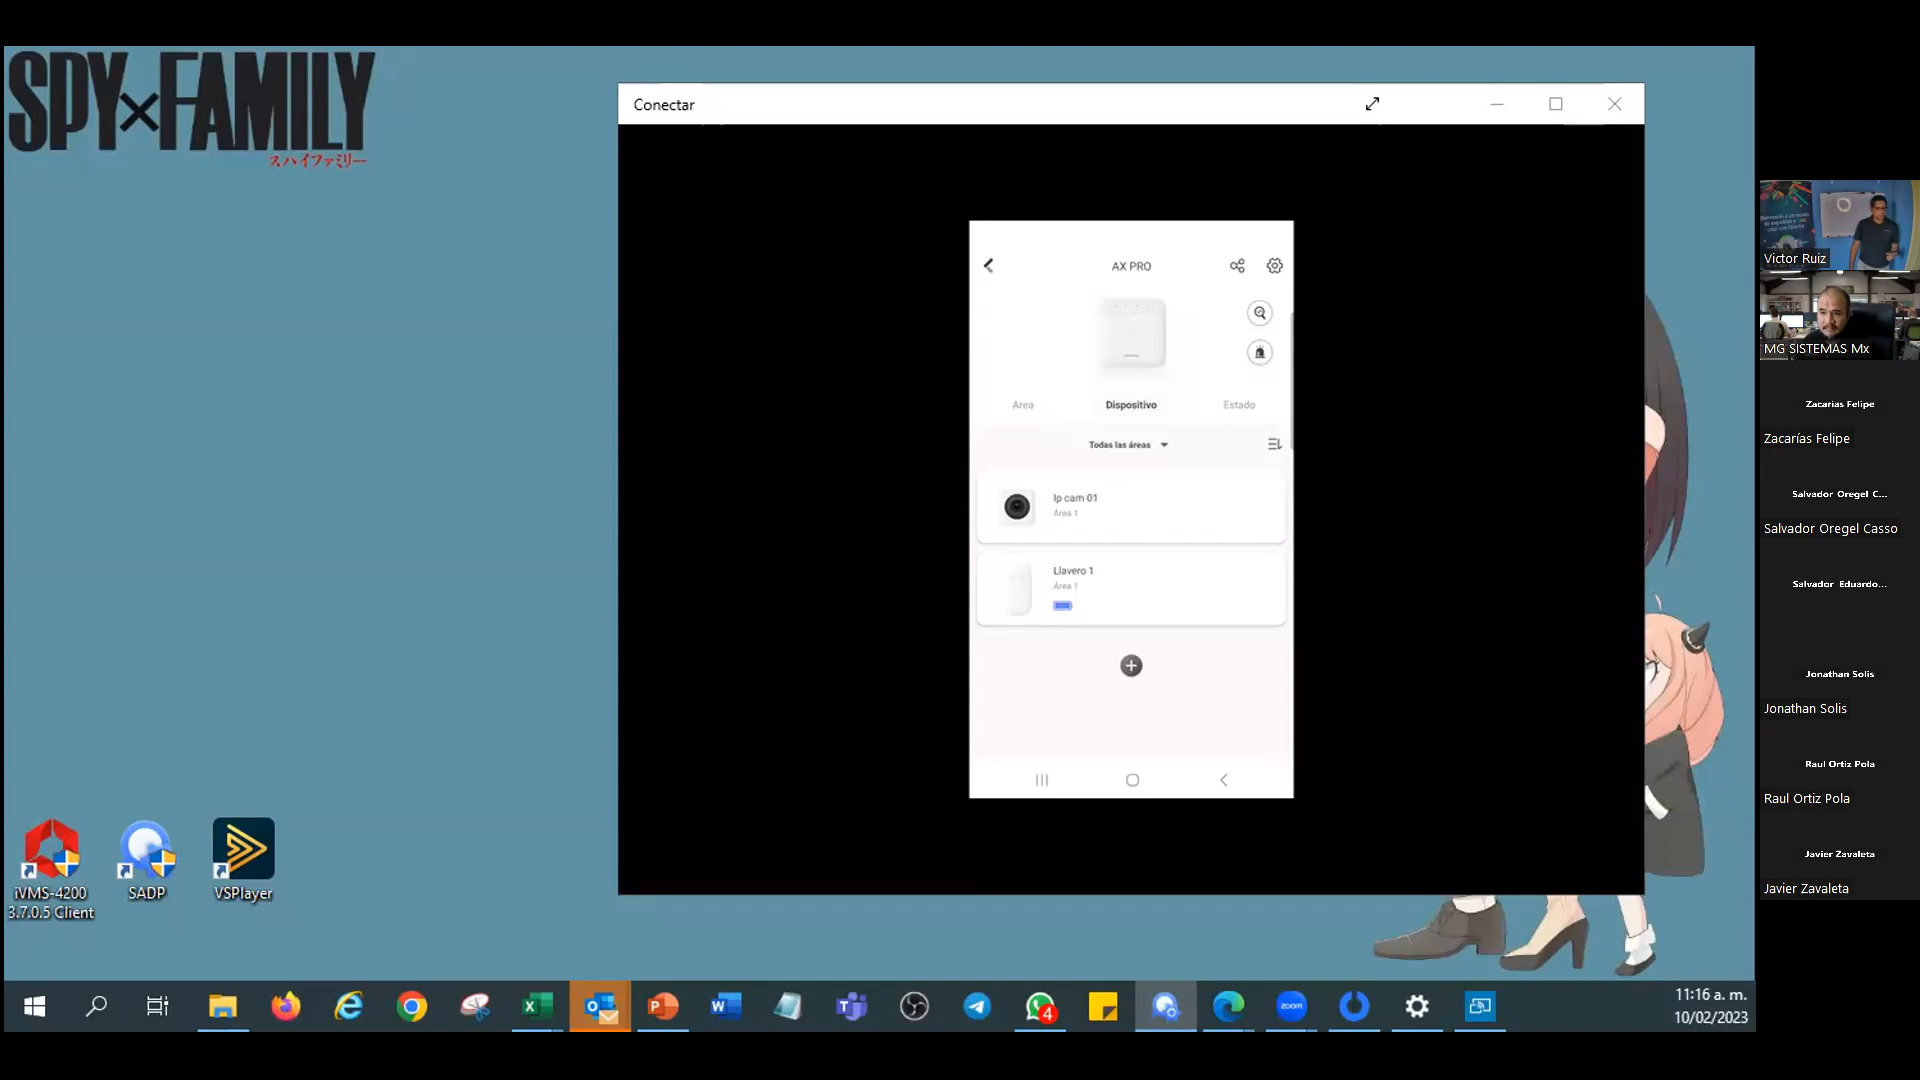 SPY×FAMILY
スパイファミリー
Conectar
AX PRO
Área
Dispositivo
Estado
Todas las áreas
Ip cam 01
Área 1
Llavero 1
Área 1
iVMS-4200
3.7.0.5 Client
SADP
VSPlayer
4
zoom
11:16 a. m.
10/02/2023
Victor Ruiz
MG SISTEMAS Mx
Zacarías Felipe
Zacarías Felipe
Salvador Oregel C...
Salvador Oregel Casso
Salvador Eduardo...
Jonathan Solis
Jonathan Solis
Raul Ortiz Pola
Raul Ortiz Pola
Javier Zavaleta
Javier Zavaleta